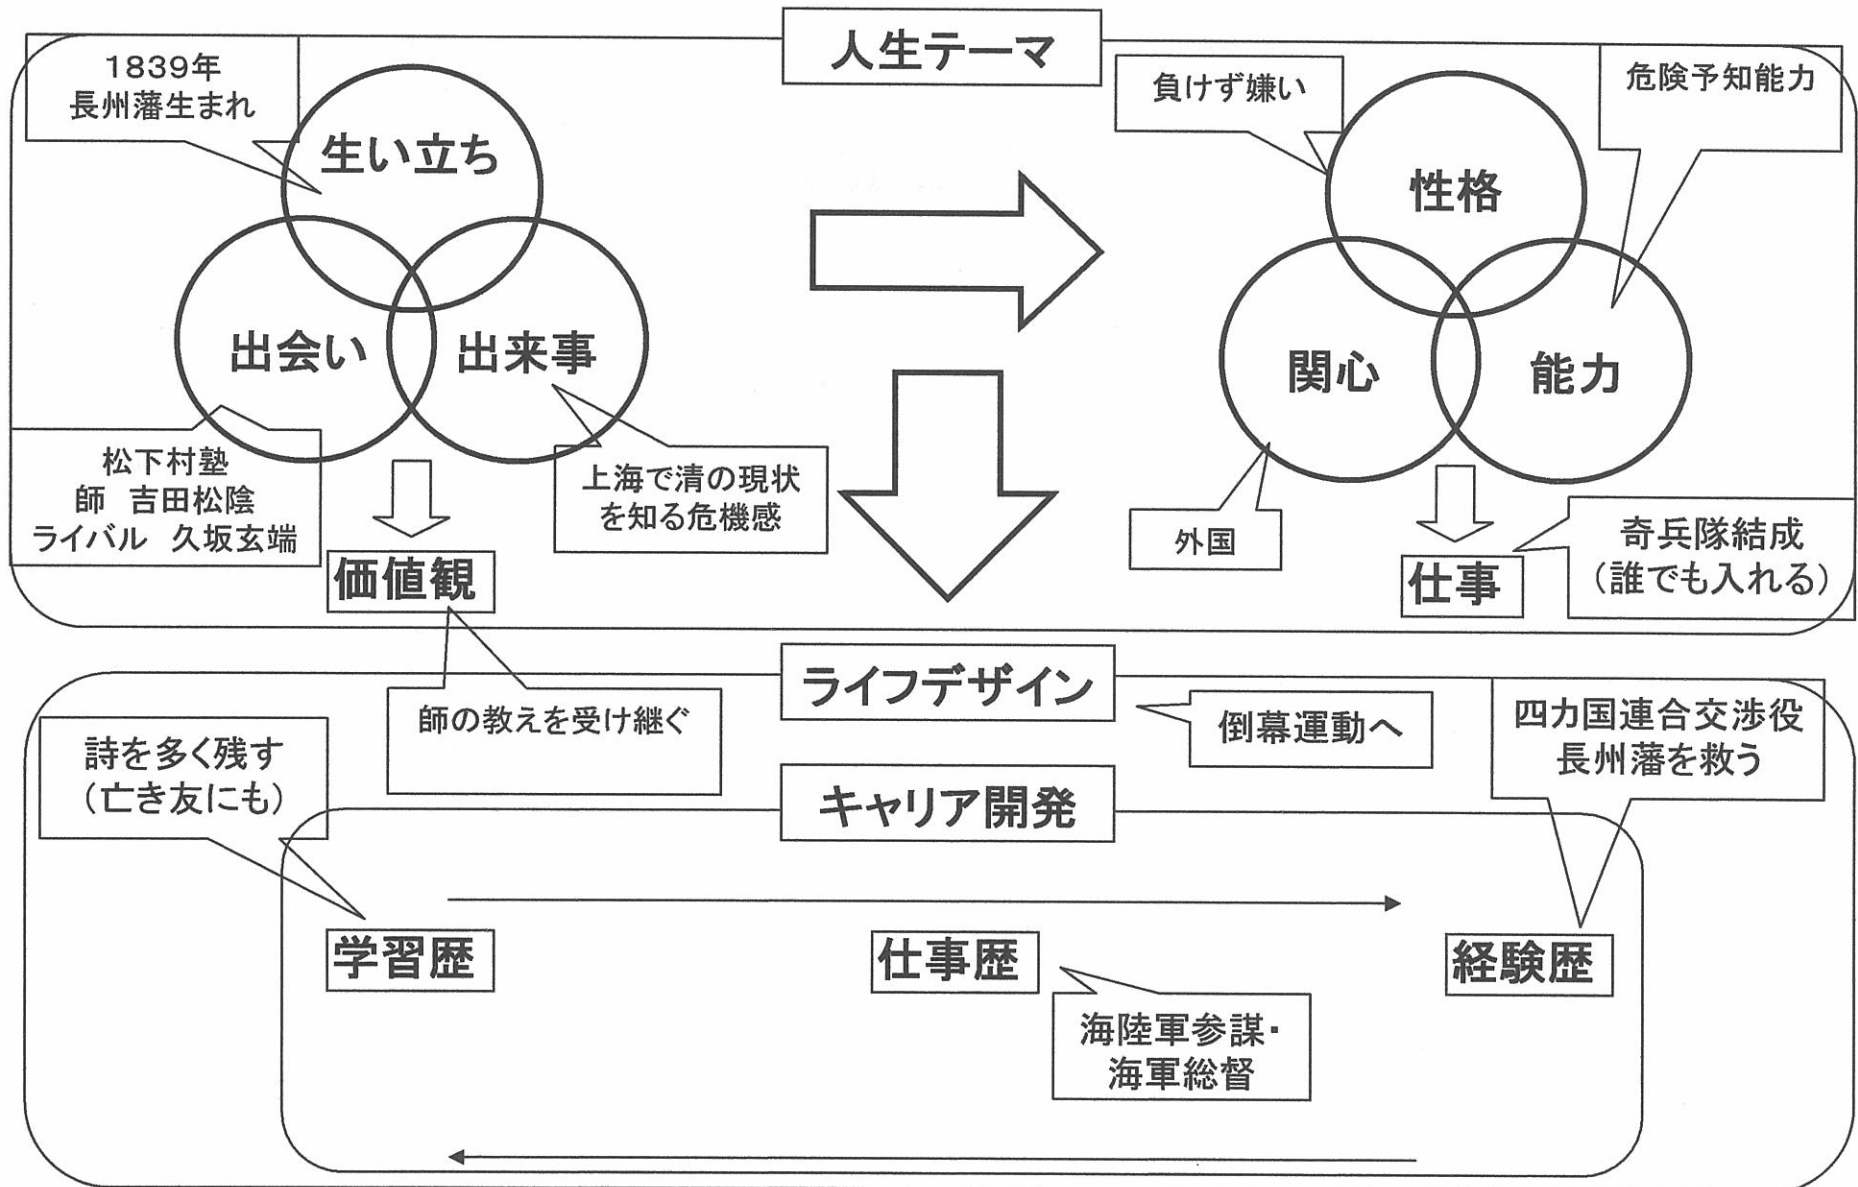 人生テーマ
1839年
長州藩生まれ
生い立ち
出会い
出来事
松下村塾
師　吉田松陰
ライバル　久坂玄端
上海で清の現状
を知る危機感
価値観
師の教えを受け継ぐ
負けず嫌い
危険予知能力
性格
関心
能力
外国
仕事
奇兵隊結成
(誰でも入れる)
ライフデザイン
倒幕運動へ
キャリア開発
詩を多く残す
(亡き友にも)
四カ国連合交渉役
長州藩を救う
学習歴
仕事歴
経験歴
海陸軍参謀・
海軍総督